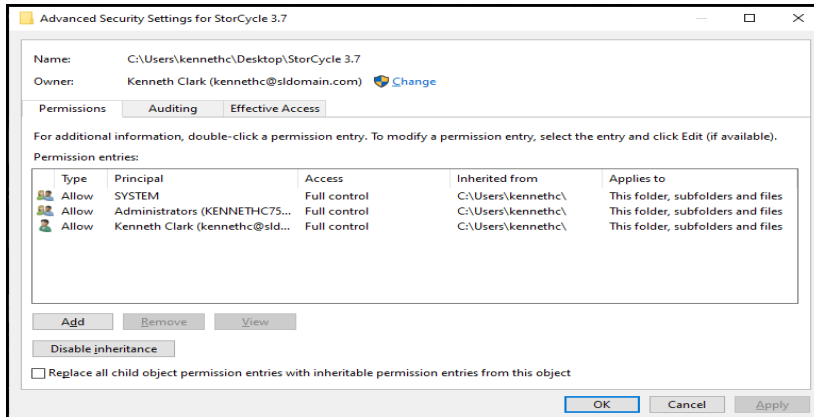 Advanced Security Settings for StorCycle 3.7
Name: C:\Users\kennethc\Desktop\StorCycle 3.7
Owner: Kenneth Clark (kennethc@sldomain.com) Change
Permissions Auditing Effective Access
For additional information, double-click a permission entry. To modify a permission entry, select the entry and click Edit (if available).
Permission entries:
Type Principal Access Inherited from Applies to
Allow SYSTEM Full control C:\Users\kennethc\ This folder, subfolders and files
Allow Administrators (KENNETHC75... Full control C:\Users\kennethc\ This folder, subfolders and files
Allow Kenneth Clark (kennethc@sld... Full control C:\Users\kennethc\ This folder, subfolders and files
Add Remove View
Disable inheritance
Replace all child object permission entries with inheritable permission entries from this object
OK Cancel Apply